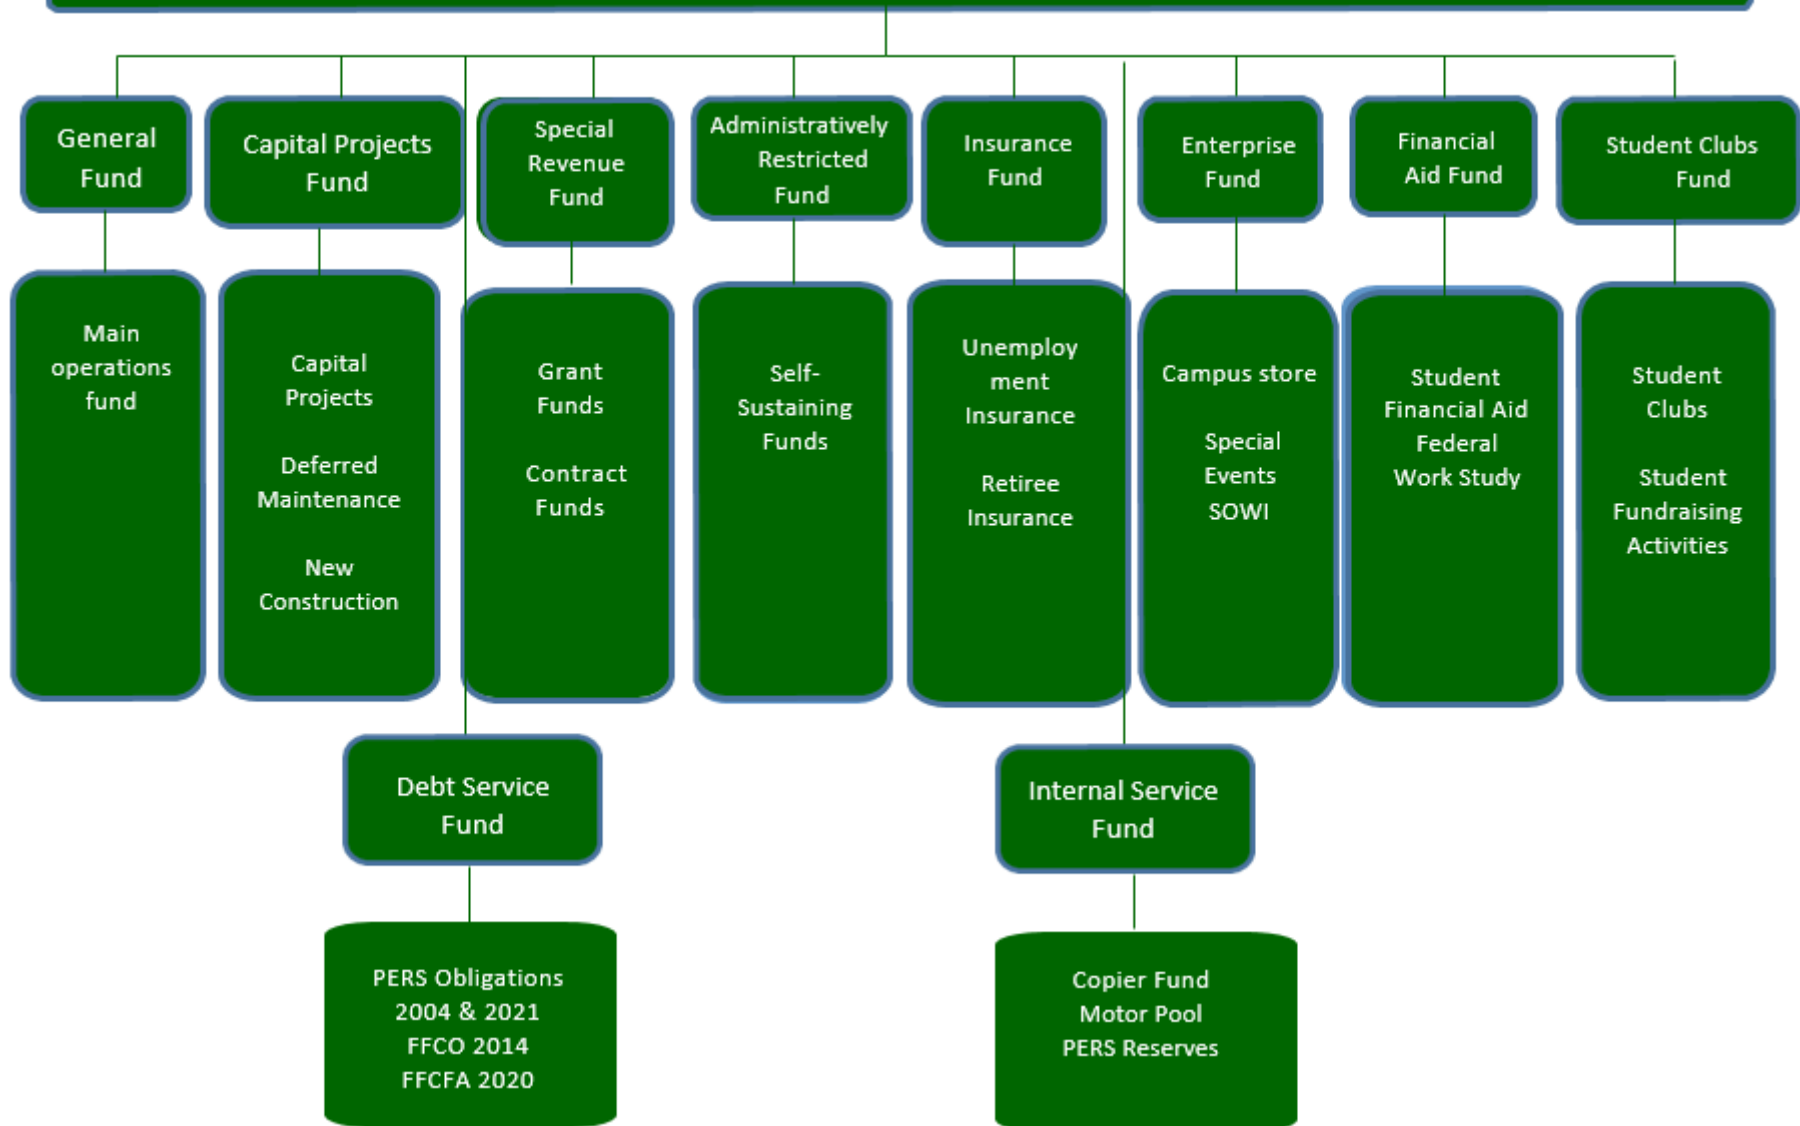 General
Fund
Capital Projects
Fund
Special
Revenue
Fund
Administratively
Restricted
Fund
Insurance
Fund
Enterprise
Fund
Financial
Aid Fund
Student Clubs
Fund
Main
operations
fund
Capital
Projects
Deferred
Maintenance
New
Construction
Grant
Funds
Contract
Funds
Self-
Sustaining
Funds
Unemploy
ment
Insurance
Retiree
Insurance
Campus store
Special
Events
SOWI
Student
Financial Aid
Federal
Work Study
Student
Clubs
Student
Fundraising
Activities
Debt Service
Fund
Internal Service
Fund
PERS Obligations
2004 & 2021
FFCO 2014
FFCFA 2020
Copier Fund
Motor Pool
PERS Reserves